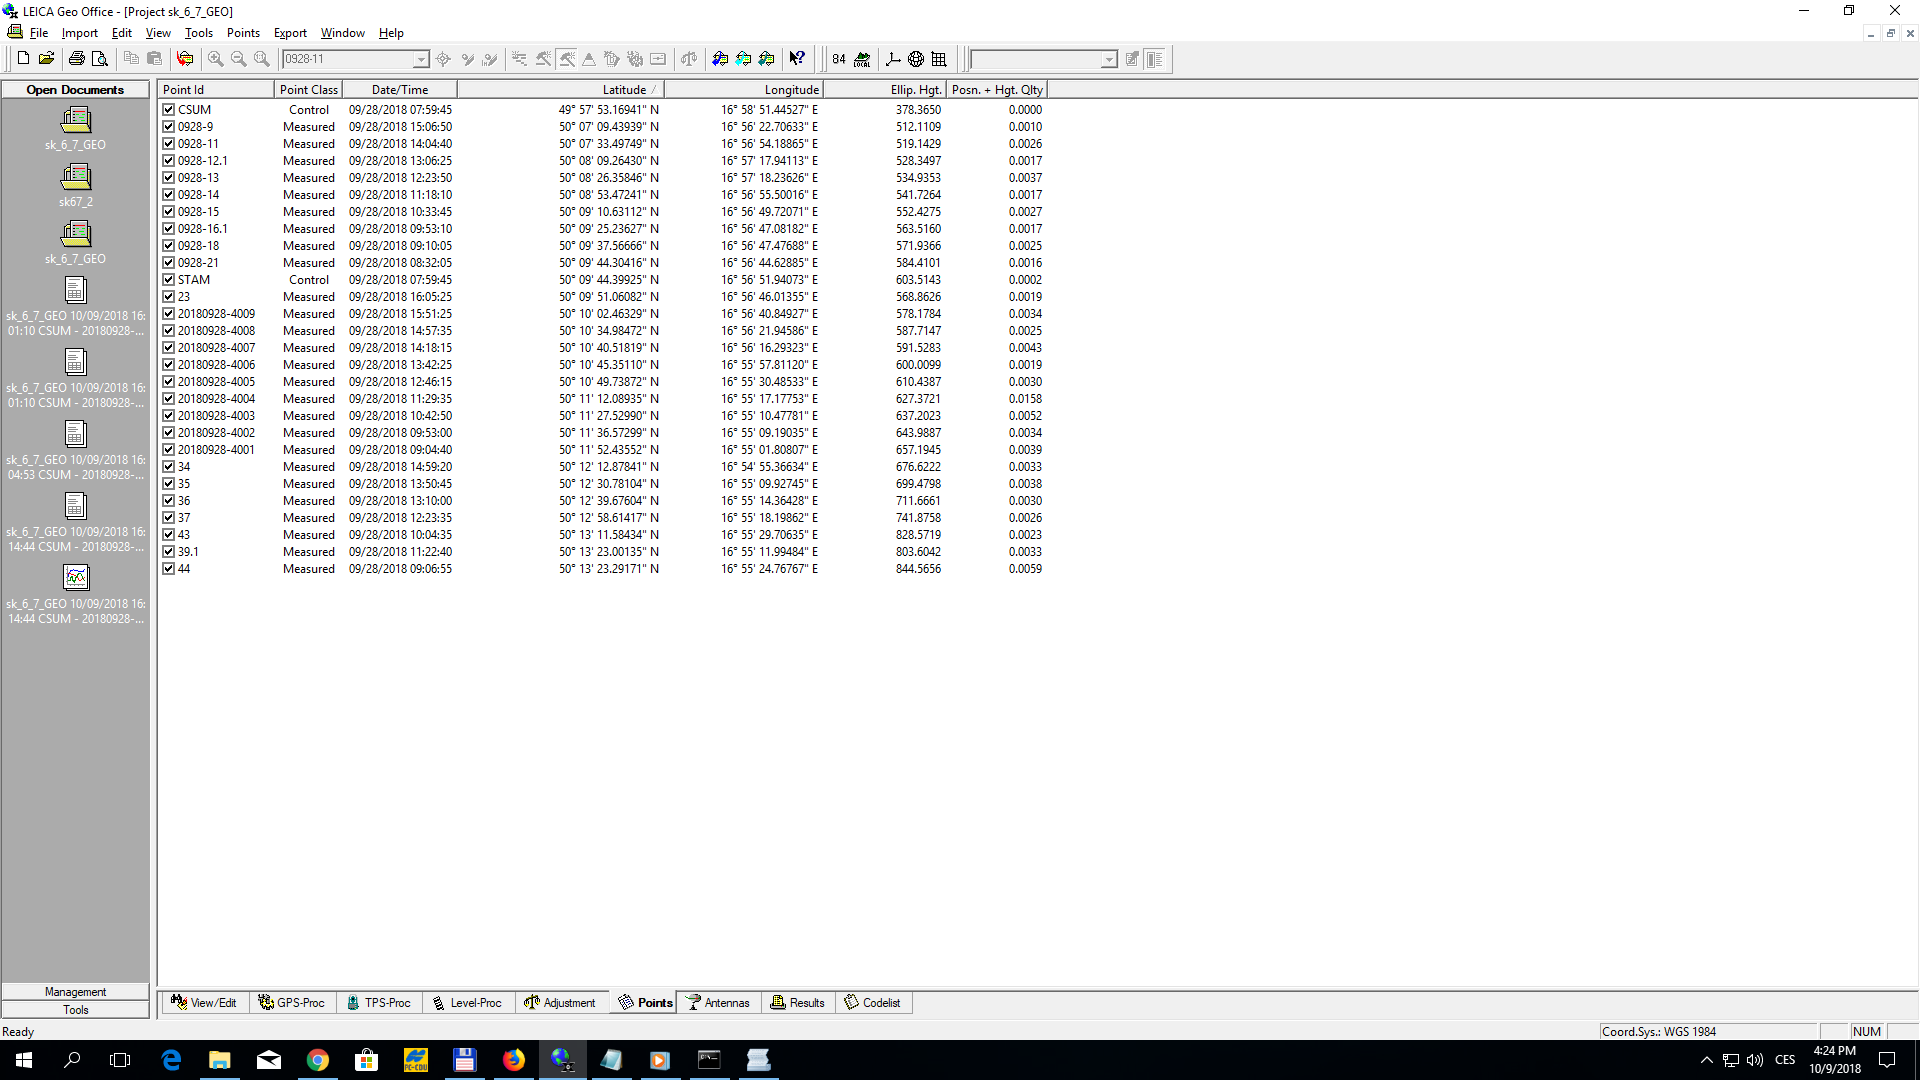 LEICA Geo Office - [Project sk_6_7_GEO]
File Import Edit View Tools Points Export Window Help
0928-11 84 LOCAL
Open Documents
sk_6_7_GEO
sk67_2
sk_6_7_GEO
sk_6_7_GEO 10/09/2018 16:
01:10 CSUM - 20180928-...
sk_6_7_GEO 10/09/2018 16:
01:10 CSUM - 20180928-...
sk_6_7_GEO 10/09/2018 16:
04:53 CSUM - 20180928-...
sk_6_7_GEO 10/09/2018 16:
14:44 CSUM - 20180928-...
sk_6_7_GEO 10/09/2018 16:
14:44 CSUM - 20180928-...
Management
Tools
Point Id Point Class Date/Time Latitude Longitude Ellip. Hgt. Posn. + Hgt. Qlty
CSUM Control 09/28/2018 07:59:45 49° 57' 53.16941" N 16° 58' 51.44527" E 378.3650 0.0000
0928-9 Measured 09/28/2018 15:06:50 50° 07' 09.43939" N 16° 56' 22.70633" E 512.1109 0.0010
0928-11 Measured 09/28/2018 14:04:40 50° 07' 33.49749" N 16° 56' 54.18865" E 519.1429 0.0026
0928-12.1 Measured 09/28/2018 13:06:25 50° 08' 09.26430" N 16° 57' 17.94113" E 528.3497 0.0017
0928-13 Measured 09/28/2018 12:23:50 50° 08' 26.35846" N 16° 57' 18.23626" E 534.9353 0.0037
0928-14 Measured 09/28/2018 11:18:10 50° 08' 53.47241" N 16° 56' 55.50016" E 541.7264 0.0017
0928-15 Measured 09/28/2018 10:33:45 50° 09' 10.63112" N 16° 56' 49.72071" E 552.4275 0.0027
0928-16.1 Measured 09/28/2018 09:53:10 50° 09' 25.23627" N 16° 56' 47.08182" E 563.5160 0.0017
0928-18 Measured 09/28/2018 09:10:05 50° 09' 37.56666" N 16° 56' 47.47688" E 571.9366 0.0025
0928-21 Measured 09/28/2018 08:32:05 50° 09' 44.30416" N 16° 56' 44.62885" E 584.4101 0.0016
STAM Control 09/28/2018 07:59:45 50° 09' 44.39925" N 16° 56' 51.94073" E 603.5143 0.0002
23 Measured 09/28/2018 16:05:25 50° 09' 51.06082" N 16° 56' 46.01355" E 568.8626 0.0019
20180928-4009 Measured 09/28/2018 15:51:25 50° 10' 02.46329" N 16° 56' 40.84927" E 578.1784 0.0034
20180928-4008 Measured 09/28/2018 14:57:35 50° 10' 34.98472" N 16° 56' 21.94586" E 587.7147 0.0025
20180928-4007 Measured 09/28/2018 14:18:15 50° 10' 40.51819" N 16° 56' 16.29323" E 591.5283 0.0043
20180928-4006 Measured 09/28/2018 13:42:25 50° 10' 45.35110" N 16° 55' 57.81120" E 600.0099 0.0019
20180928-4005 Measured 09/28/2018 12:46:15 50° 10' 49.73872" N 16° 55' 30.48533" E 610.4387 0.0030
20180928-4004 Measured 09/28/2018 11:29:35 50° 11' 12.08935" N 16° 55' 17.17753" E 627.3721 0.0158
20180928-4003 Measured 09/28/2018 10:42:50 50° 11' 27.52990" N 16° 55' 10.47781" E 637.2023 0.0052
20180928-4002 Measured 09/28/2018 09:53:00 50° 11' 36.57299" N 16° 55' 09.19035" E 643.9887 0.0034
20180928-4001 Measured 09/28/2018 09:04:40 50° 11' 52.43552" N 16° 55' 01.80807" E 657.1945 0.0039
34 Measured 09/28/2018 14:59:20 50° 12' 12.87841" N 16° 54' 55.36634" E 676.6222 0.0033
35 Measured 09/28/2018 13:50:45 50° 12' 30.78104" N 16° 55' 09.92745" E 699.4798 0.0038
36 Measured 09/28/2018 13:10:00 50° 12' 39.67604" N 16° 55' 14.36428" E 711.6661 0.0030
37 Measured 09/28/2018 12:23:35 50° 12' 58.61417" N 16° 55' 18.19862" E 741.8758 0.0026
43 Measured 09/28/2018 10:04:35 50° 13' 11.58434" N 16° 55' 29.70635" E 828.5719 0.0023
39.1 Measured 09/28/2018 11:22:40 50° 13' 23.00135" N 16° 55' 11.99484" E 803.6042 0.0033
44 Measured 09/28/2018 09:06:55 50° 13' 23.29171" N 16° 55' 24.76767" E 844.5656 0.0059
View/Edit GPS-Proc TPS-Proc Level-Proc Adjustment Points Antennas Results Codelist
Ready Coord.Sys.: WGS 1984 NUM
PC-CDU CES 4:24 PM
10/9/2018